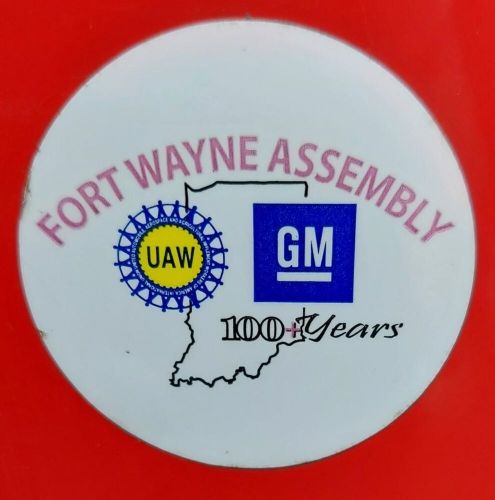 FORT WAYNE ASSEMBLY
UAW
GM
100+ Years